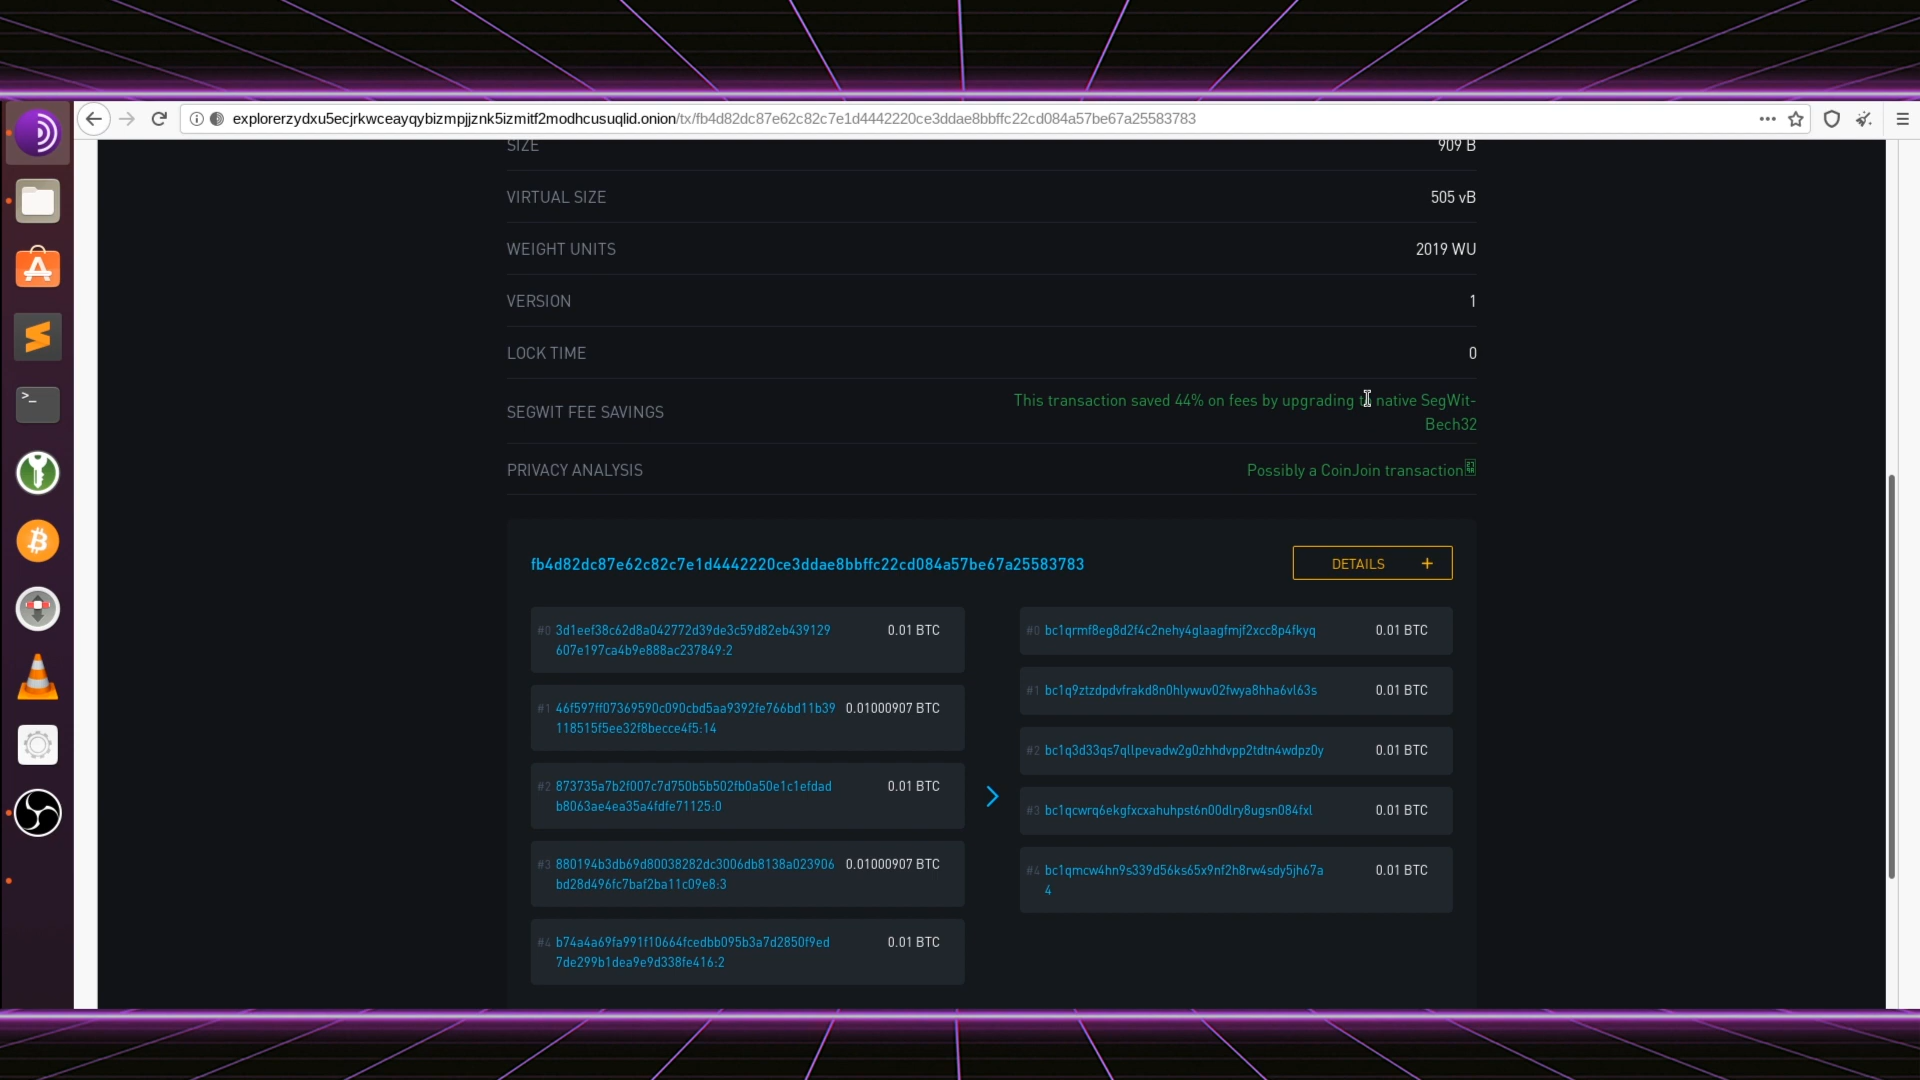 explorerzydxu5ecjrkwceayqybizmpjjznk5izmitf2modhcusuqlid.onion/tx/fb4d82dc87e62c82c7e1d4442220ce3ddae8bbffc22cd084a57be67a25583783
SIZE 909 B
VIRTUAL SIZE 505 vB
WEIGHT UNITS 2019 WU
VERSION 1
LOCK TIME 0
SEGWIT FEE SAVINGS This transaction saved 44% on fees by upgrading to native SegWit-
Bech32
PRIVACY ANALYSIS Possibly a CoinJoin transaction
fb4d82dc87e62c82c7e1d4442220ce3ddae8bbffc22cd084a57be67a25583783
DETAILS +
#0 3d1eef38c62d8a042772d39de3c59d82eb439129 0.01 BTC
607e197ca4b9e888ac237849:2
#1 46f597ff07369590c090cbd5aa9392fe766bd11b39 0.01000907 BTC
118515f5ee32f8becce4f5:14
#2 873735a7b2f007c7d750b5b502fb0a50e1c1efdad 0.01 BTC
b8063ae4ea35a4fdfe71125:0
#3 880194b3db69d80038282dc3006db8138a023906 0.01000907 BTC
bd28d496fc7baf2ba11c09e8:3
#4 b74a4a69fa991f10664fcedbb095b3a7d2850f9ed 0.01 BTC
7de299b1dea9e9d338fe416:2
#0 bc1qrmf8eg8d2f4c2nehy4glaagfmjf2xcc8p4fkyq 0.01 BTC
#1 bc1q9ztzdpdvfrakd8n0hlywuv02fwya8hha6vl63s 0.01 BTC
#2 bc1q3d33qs7qllpevadw2g0zhhdvpp2tdtn4wdpz0y 0.01 BTC
#3 bc1qcwrq6ekgfxcxahuhpst6n00dlry8ugsn084fxl 0.01 BTC
#4 bc1qmcw4hn9s339d56ks65x9nf2h8rw4sdy5jh67a 0.01 BTC
4